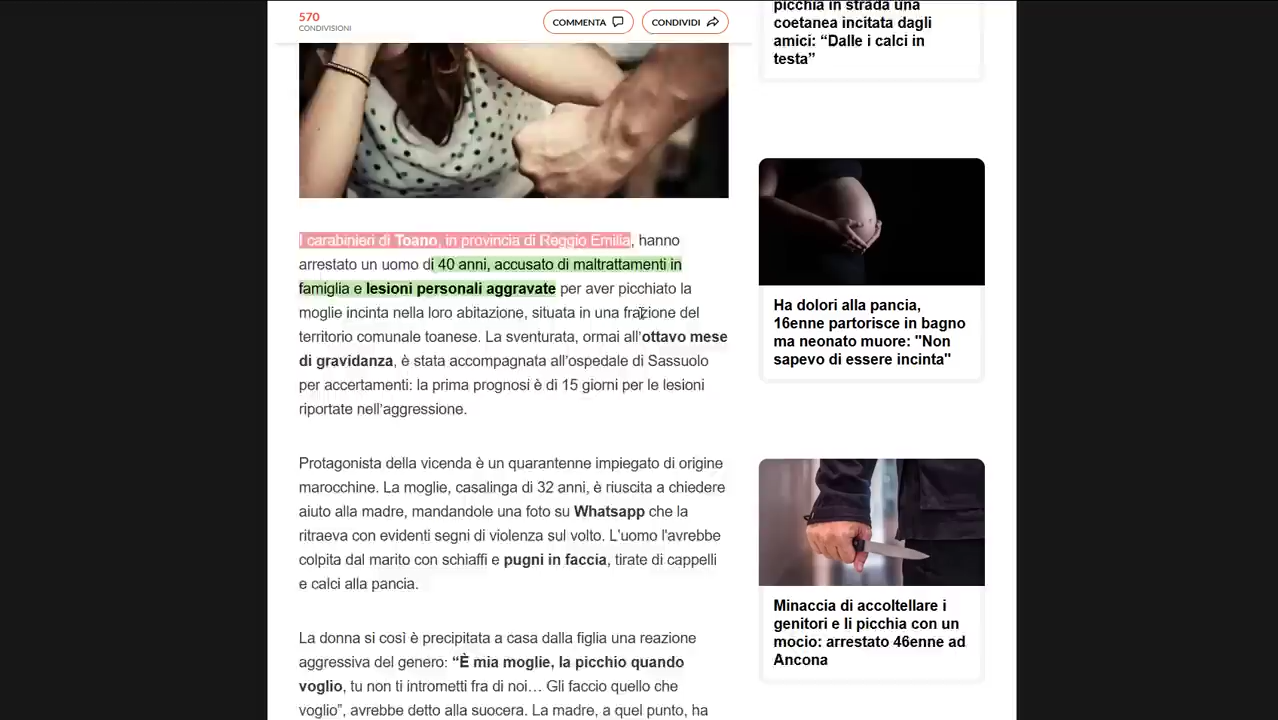 570
CONDIVISIONI
COMMENTA
CONDIVIDI
I carabinieri di Toano, in provincia di Reggio Emilia, hanno
arrestato un uomo di 40 anni, accusato di maltrattamenti in
famiglia e lesioni personali aggravate per aver picchiato la
moglie incinta nella loro abitazione, situata in una frazione del
territorio comunale toanese. La sventurata, ormai all'ottavo mese
di gravidanza, è stata accompagnata all'ospedale di Sassuolo
per accertamenti: la prima prognosi è di 15 giorni per le lesioni
riportate nell'aggressione.
Protagonista della vicenda è un quarantenne impiegato di origine
marocchine. La moglie, casalinga di 32 anni, è riuscita a chiedere
aiuto alla madre, mandandole una foto su Whatsapp che la
ritraeva con evidenti segni di violenza sul volto. L'uomo l'avrebbe
colpita dal marito con schiaffi e pugni in faccia, tirate di cappelli
e calci alla pancia.
La donna si così è precipitata a casa dalla figlia una reazione
aggressiva del genero: “È mia moglie, la picchio quando
voglio, tu non ti intrometti fra di noi… Gli faccio quello che
voglio”, avrebbe detto alla suocera. La madre, a quel punto, ha
picchia in strada una
coetanea incitata dagli
amici: “Dalle i calci in
testa”
Ha dolori alla pancia,
16enne partorisce in bagno
ma neonato muore: "Non
sapevo di essere incinta"
Minaccia di accoltellare i
genitori e li picchia con un
mocio: arrestato 46enne ad
Ancona